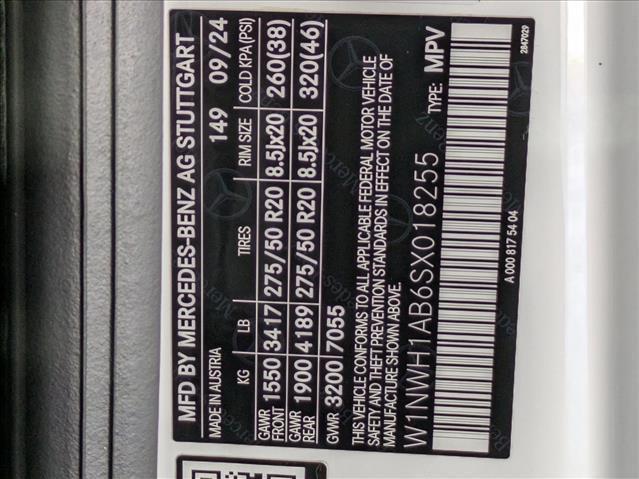 MFD BY MERCEDES-BENZ AG STUTTGART
MADE IN AUSTRIA 149 09/24
KG LB TIRES RIM SIZE COLD KPA(PSI)
GAWR FRONT 1550 3417 275/50 R20 8.5Jx20 260(38)
GAWR REAR 1900 4189 275/50 R20 8.5Jx20 320(46)
GVWR 3200 7055
THIS VEHICLE CONFORMS TO ALL APPLICABLE FEDERAL MOTOR VEHICLE
SAFETY AND THEFT PREVENTION STANDARDS IN EFFECT ON THE DATE OF
MANUFACTURE SHOWN ABOVE.
W1NWH1AB6SX018255 TYPE: MPV
A 000 817 54 04 2847029